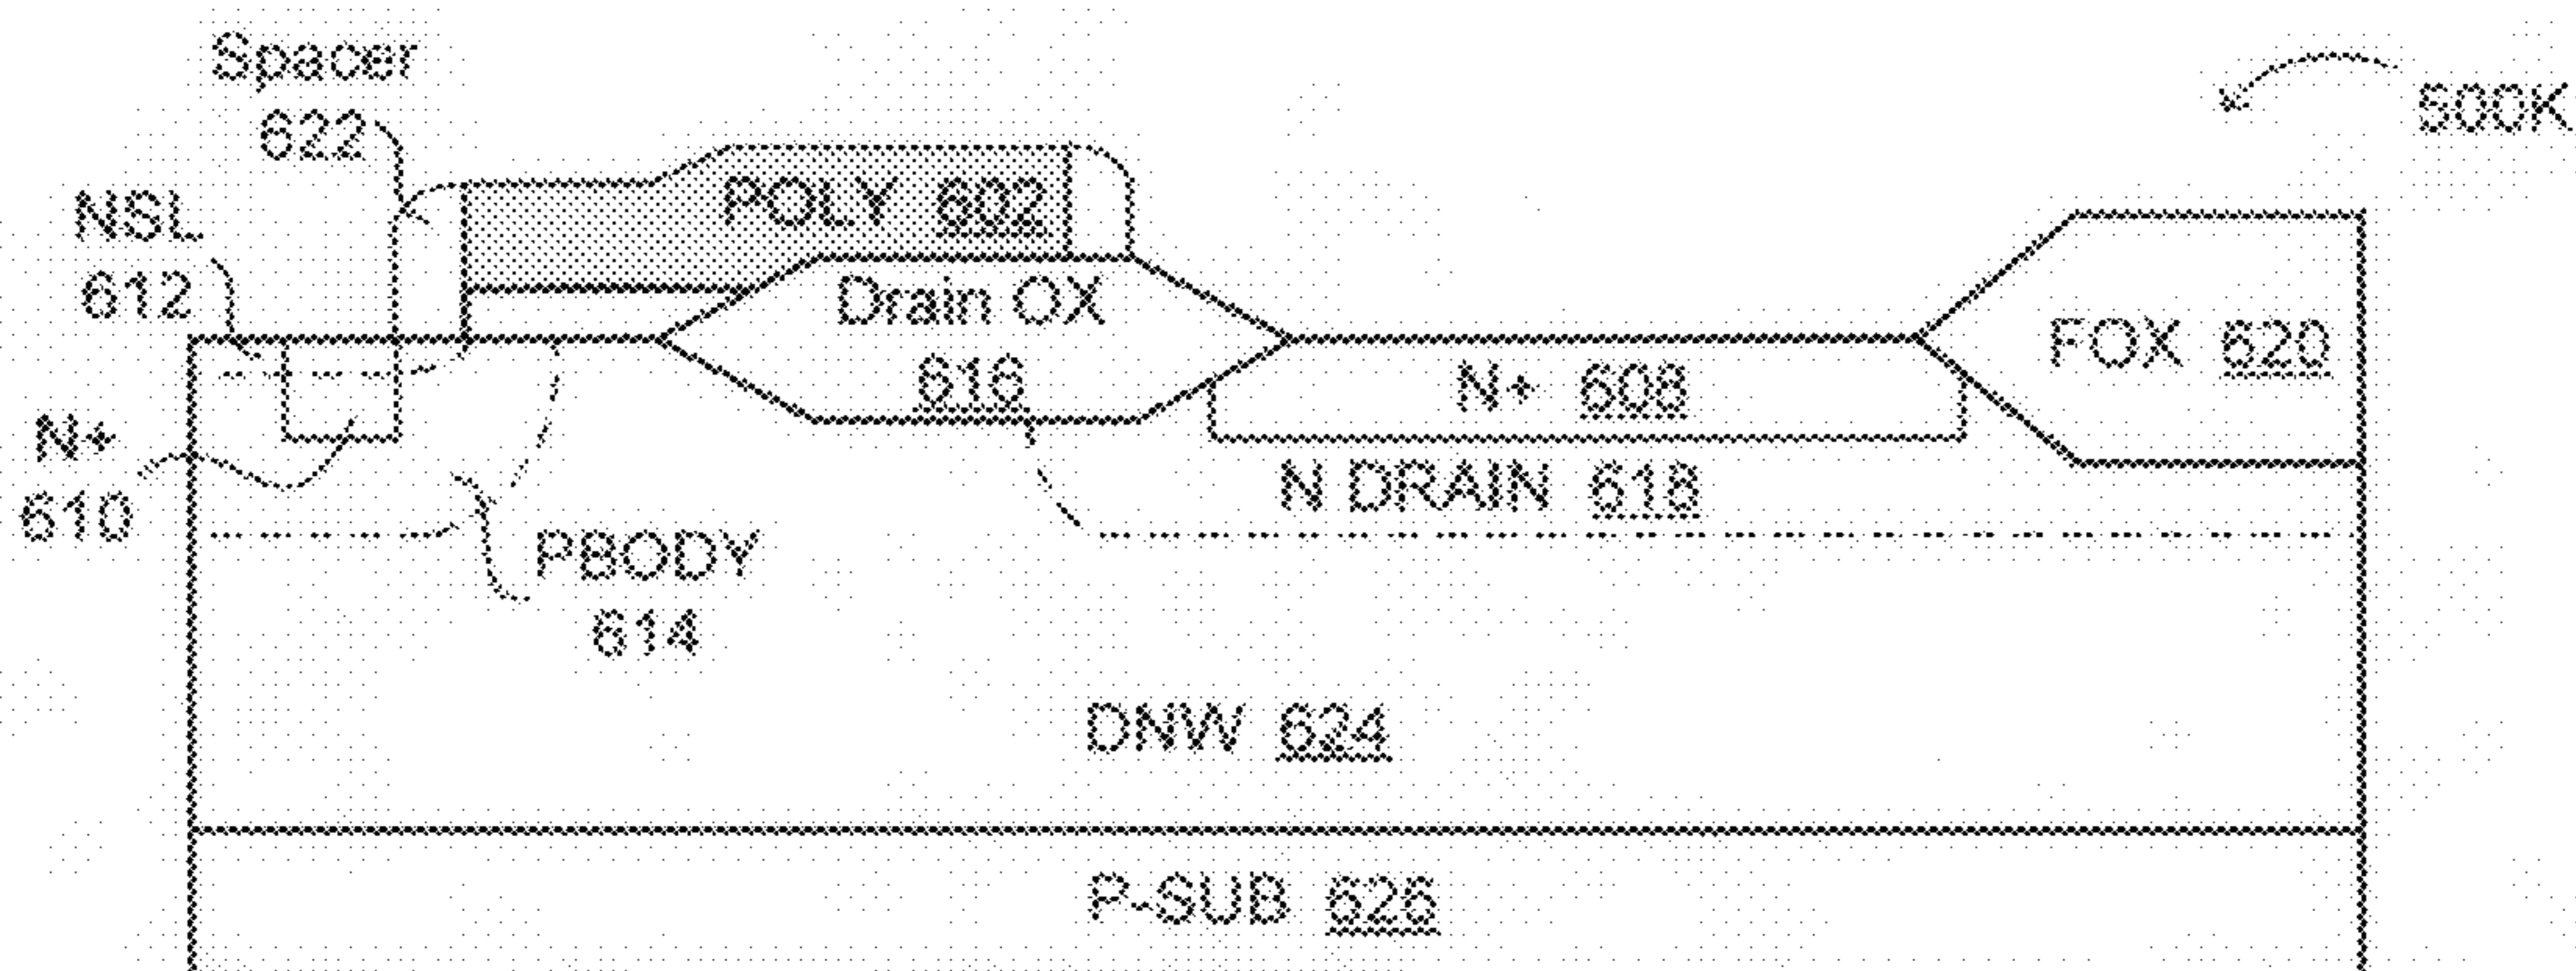 Spacer
622
500K
NSL
612
POLY 602
Drain OX
616
FOX 620
N+ 608
N+
610
N DRAIN 618
PBODY
614
DNW 624
P-SUB 626